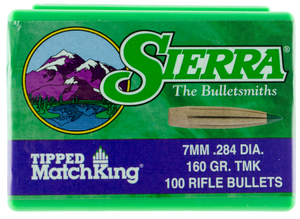 SIERRA®
The Bulletsmiths
TIPPED
MatchKing®
7MM .284 DIA.
160 GR. TMK
100 RIFLE BULLETS